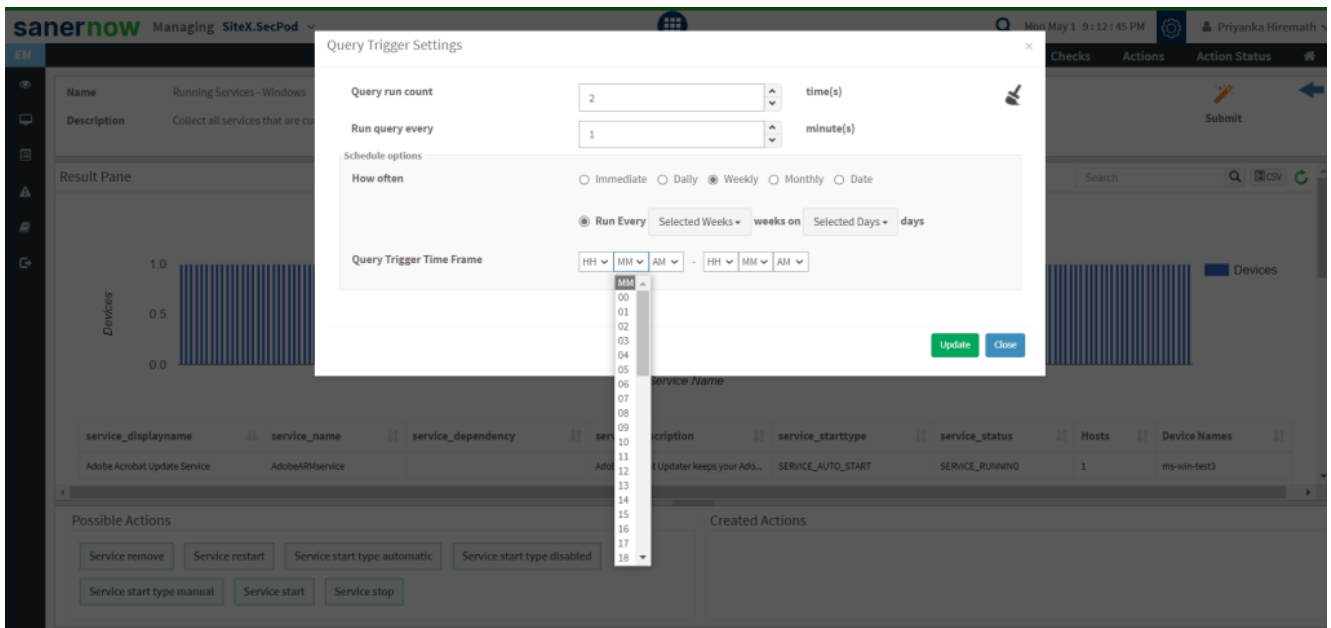 sanernow Managing SiteX.SecPod Mon May 1 9:12:45 PM Priyanka Hiremath
EM Checks Actions Action Status
Query Trigger Settings ×
Query run count 2 time(s)
Run query every 1 minute(s)
Schedule options
How often Immediate Daily Weekly Monthly Date
Run Every Selected Weeks weeks on Selected Days days
Query Trigger Time Frame HH MM AM - HH MM AM
MM
00
01
02
03
04
05
06
07
08
09
10
11
12
13
14
15
16
17
18
Update Close
Name Running Services - Windows
Description Collect all services that are
Submit
Result Pane Search CSV
1.0
0.5
0.0
Devices
Devices
Service Name
service_displayname service_name service_dependency service_starttype service_status Hosts Device Names
Adobe Acrobat Update Service AdobeARMservice t Updater keeps your Ado... SERVICE_AUTO_START SERVICE_RUNNING 1 ms-win-test3
Possible Actions Created Actions
Service remove Service restart Service start type automatic Service start type disabled
Service start type manual Service start Service stop